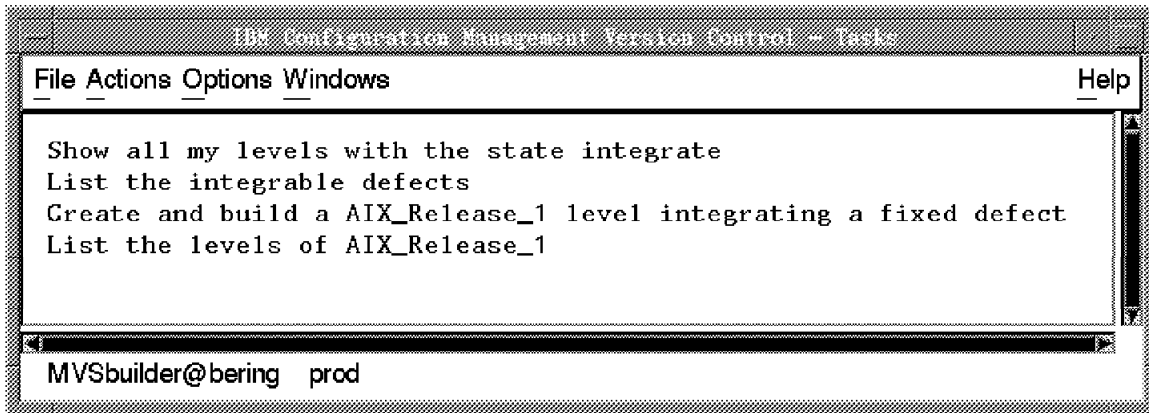 IBM Configuration Management Version Control - Tasks
File Actions Options Windows Help
Show all my levels with the state integrate
List the integrable defects
Create and build a AIX_Release_1 level integrating a fixed defect
List the levels of AIX_Release_1
MVSbuilder@bering prod